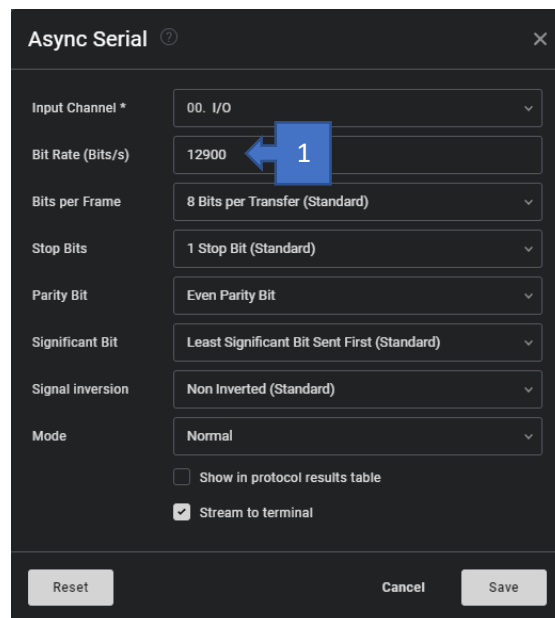 Async Serial ?
Input Channel * 00. I/O
Bit Rate (Bits/s) 12900 1
Bits per Frame 8 Bits per Transfer (Standard)
Stop Bits 1 Stop Bit (Standard)
Parity Bit Even Parity Bit
Significant Bit Least Significant Bit Sent First (Standard)
Signal inversion Non Inverted (Standard)
Mode Normal
Show in protocol results table
Stream to terminal
Reset Cancel Save